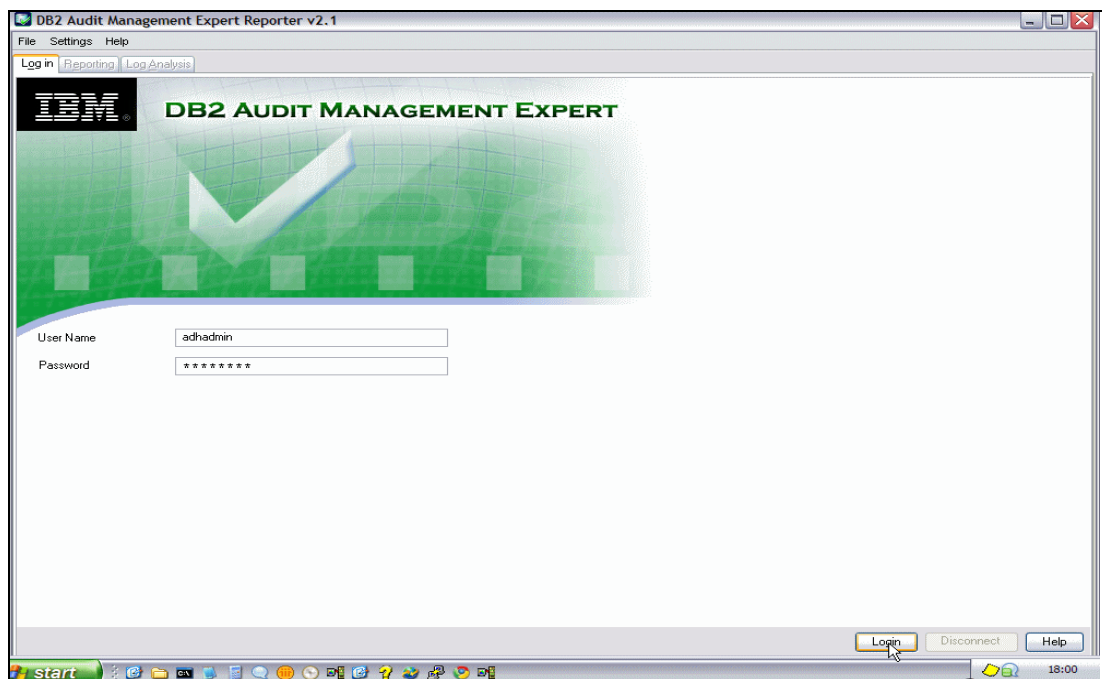 DB2 Audit Management Expert Reporter v2.1
File Settings Help
Log in Reporting Log Analysis
IBM® DB2 AUDIT MANAGEMENT EXPERT
User Name adhadmin
Password ********
Login Disconnect Help
start 18:00